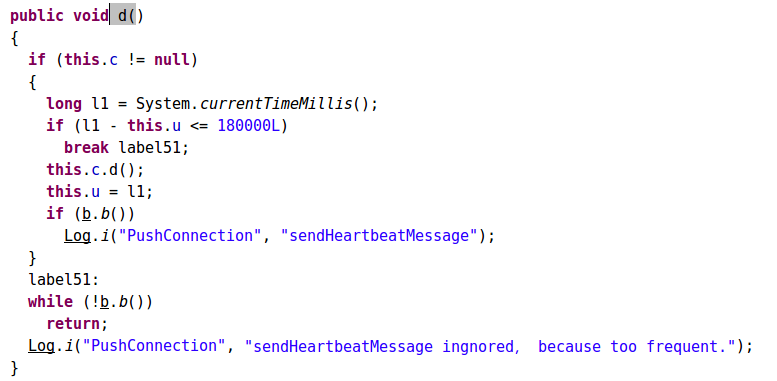 public void d()
{
  if (this.c != null)
  {
    long l1 = System.currentTimeMillis();
    if (l1 - this.u <= 180000L)
      break label51;
    this.c.d();
    this.u = l1;
    if (b.b())
      Log.i("PushConnection", "sendHeartbeatMessage");
  }
  label51:
  while (!b.b())
    return;
  Log.i("PushConnection", "sendHeartbeatMessage ingnored, because too frequent.");
}